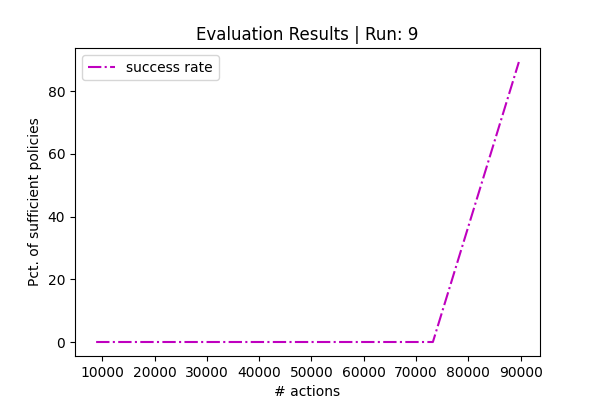 Evaluation Results | Run: 9
success rate
Pct. of sufficient policies
80
60
40
20
0
10000 20000 30000 40000 50000 60000 70000 80000 90000
# actions